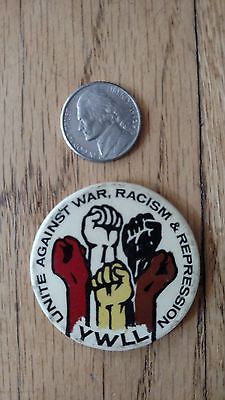 UNITE AGAINST WAR, RACISM & REPRESSION
YWLL